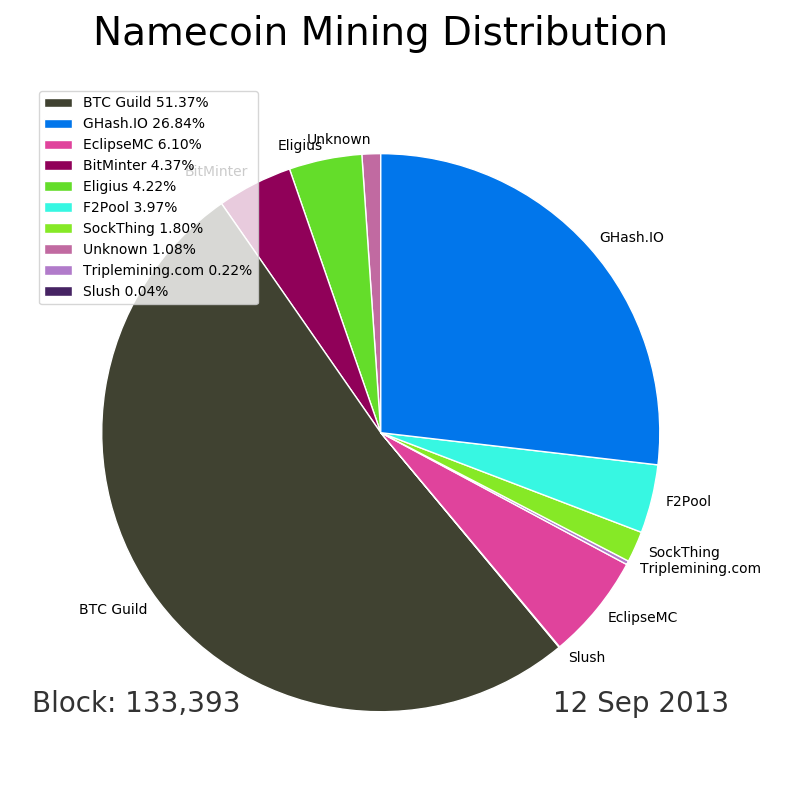 Namecoin Mining Distribution
BTC Guild 51.37%
GHash.IO 26.84%
EclipseMC 6.10%
BitMinter 4.37%
Eligius 4.22%
F2Pool 3.97%
SockThing 1.80%
Unknown 1.08%
Triplemining.com 0.22%
Slush 0.04%
Unknown
Eligius
BitMinter
GHash.IO
F2Pool
SockThing
Triplemining.com
BTC Guild
EclipseMC
Slush
Block: 133,393
12 Sep 2013